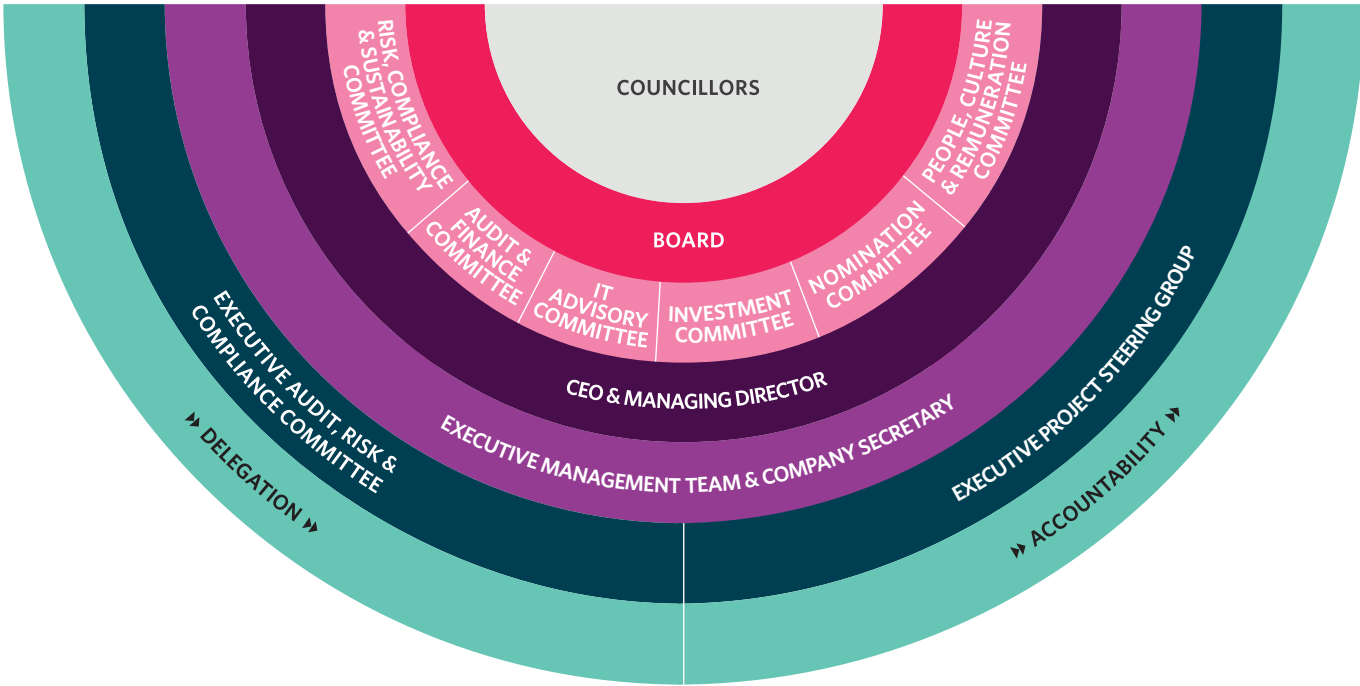 COUNCILLORS
BOARD
RISK, COMPLIANCE
& SUSTAINABILITY
COMMITTEE
AUDIT &
FINANCE
COMMITTEE
IT
ADVISORY
COMMITTEE
INVESTMENT
COMMITTEE
NOMINATION
COMMITTEE
PEOPLE, CULTURE
& REMUNERATION
COMMITTEE
CEO & MANAGING DIRECTOR
EXECUTIVE MANAGEMENT TEAM & COMPANY SECRETARY
EXECUTIVE AUDIT, RISK &
COMPLIANCE COMMITTEE
EXECUTIVE PROJECT STEERING GROUP
DELEGATION
ACCOUNTABILITY